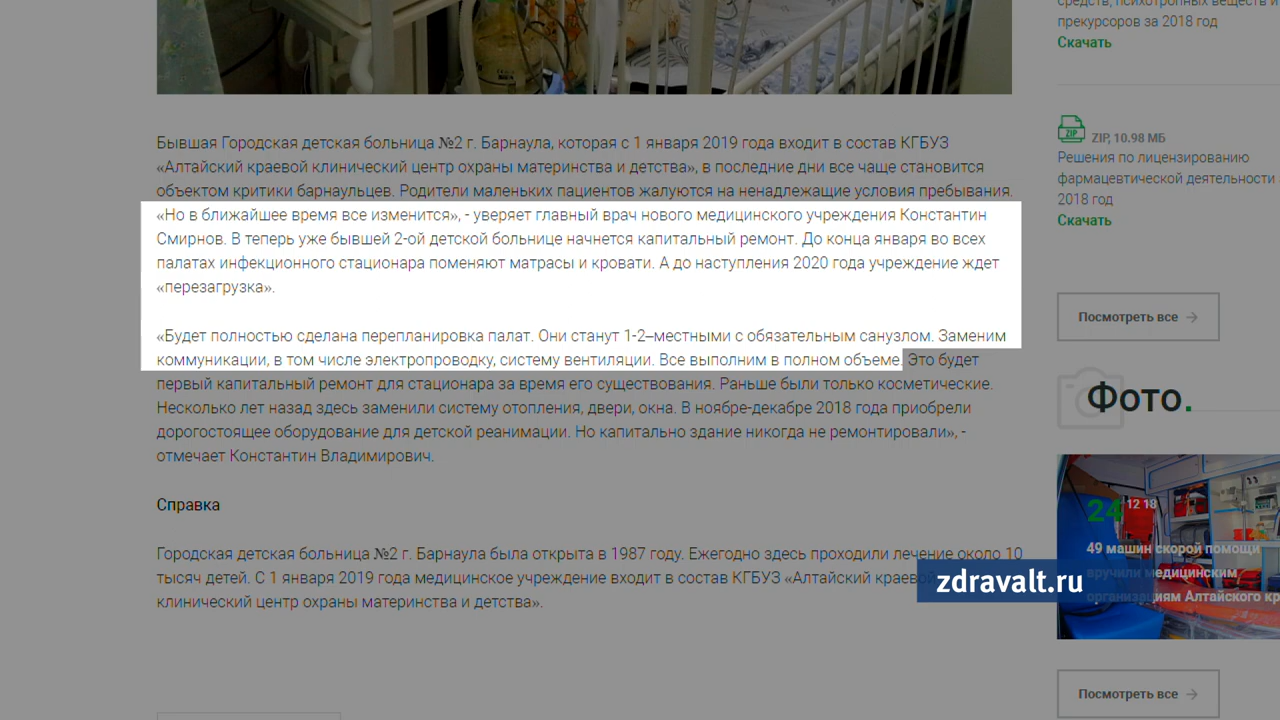 Бывшая Городская детская больница №2 г. Барнаула, которая с 1 января 2019 года входит в состав КГБУЗ
«Алтайский краевой клинический центр охраны материнства и детства», в последние дни все чаще становится
объектом критики барнаульцев. Родители маленьких пациентов жалуются на ненадлежащие условия пребывания.
«Но в ближайшее время все изменится», - уверяет главный врач нового медицинского учреждения Константин
Смирнов. В теперь уже бывшей 2-ой детской больнице начнется капитальный ремонт. До конца января во всех
палатах инфекционного стационара поменяют матрасы и кровати. А до наступления 2020 года учреждение ждет
«перезагрузка».
«Будет полностью сделана перепланировка палат. Они станут 1-2–местными с обязательным санузлом. Заменим
коммуникации, в том числе электропроводку, систему вентиляции. Все выполним в полном объеме. Это будет
первый капитальный ремонт для стационара за время его существования. Раньше были только косметические.
Несколько лет назад здесь заменили систему отопления, двери, окна. В ноябре-декабре 2018 года приобрели
дорогостоящее оборудование для детской реанимации. Но капитально здание никогда не ремонтировали», -
отмечает Константин Владимирович.
Справка
Городская детская больница №2 г. Барнаула была открыта в 1987 году. Ежегодно здесь проходили лечение около 10
тысяч детей. С 1 января 2019 года медицинское учреждение входит в состав КГБУЗ «Алтайский краевой
клинический центр охраны материнства и детства».
средств, психотропных веществ и
прекурсоров за 2018 год
Скачать
ZIP
ZIP, 10.98 МБ
Решения по лицензированию
фармацевтической деятельности
2018 год
Скачать
Посмотреть все
Фото.
24 12 18
49 машин скорой помощи
вручили медицинским
организациям Алтайского
zdravalt.ru
Посмотреть все